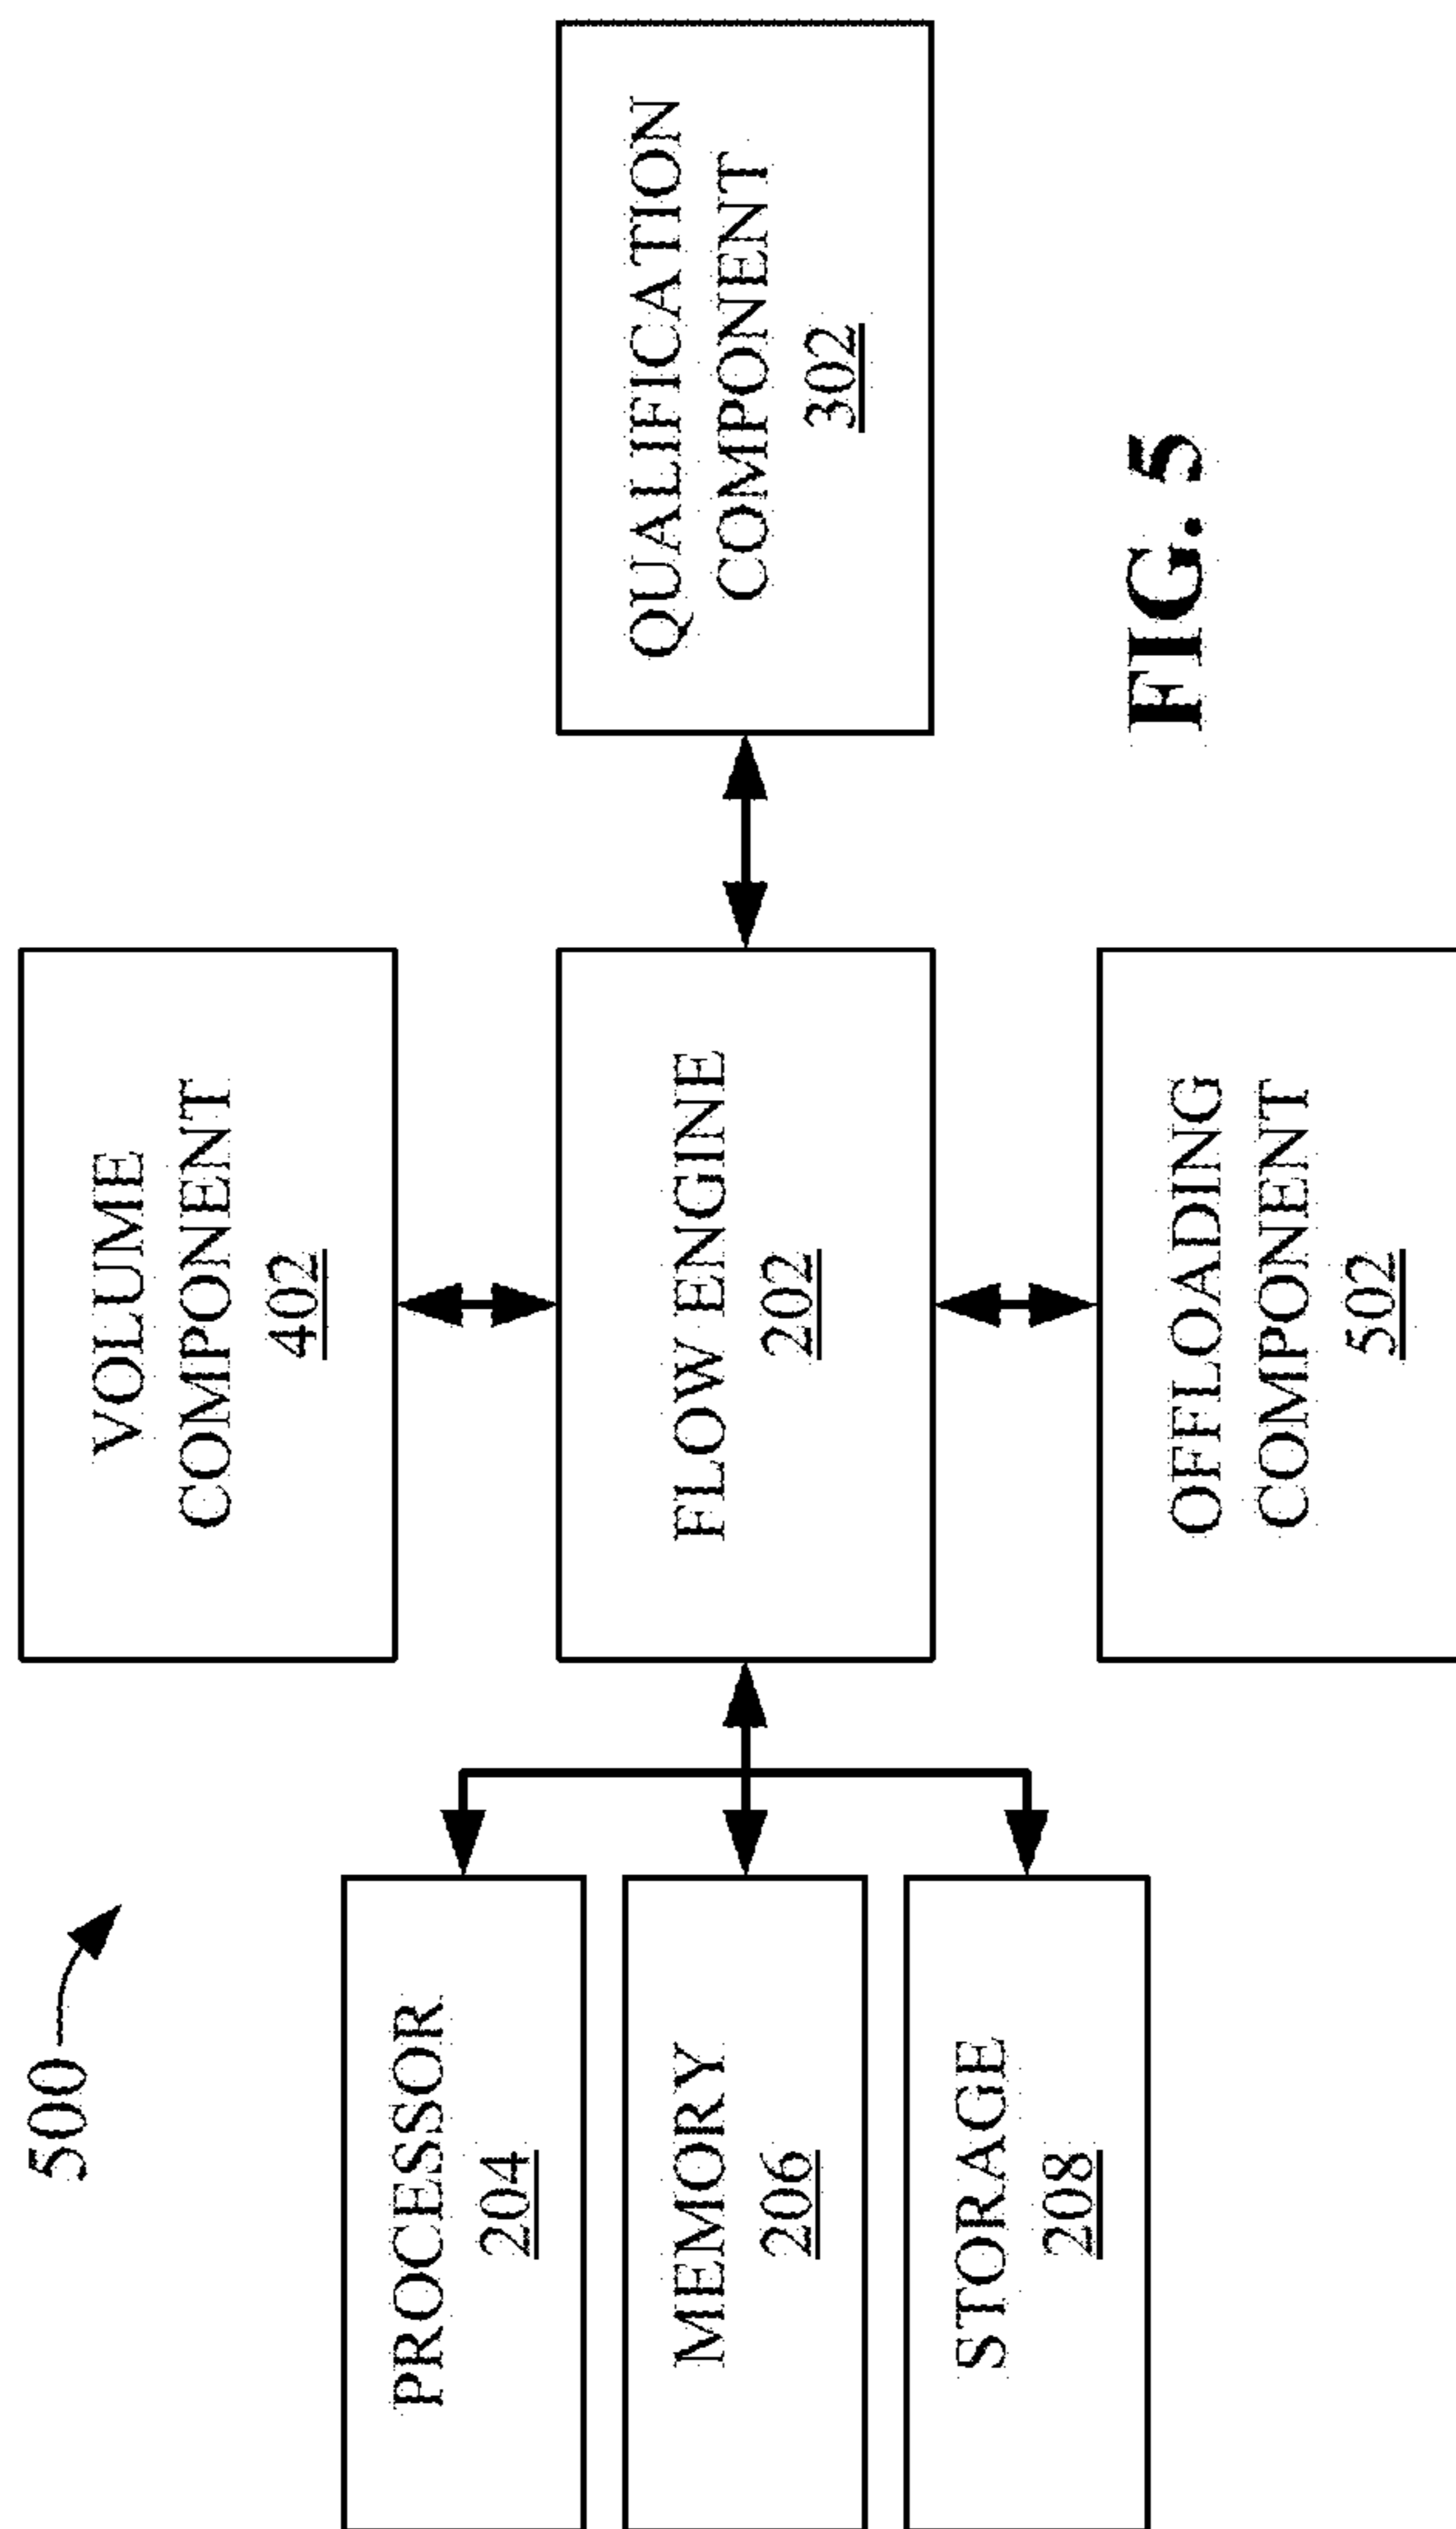 500
VOLUME
COMPONENT
402
PROCESSOR
204
MEMORY
206
STORAGE
208
FLOW ENGINE
202
QUALIFICATION
COMPONENT
302
OFFLOADING
COMPONENT
502
FIG. 5